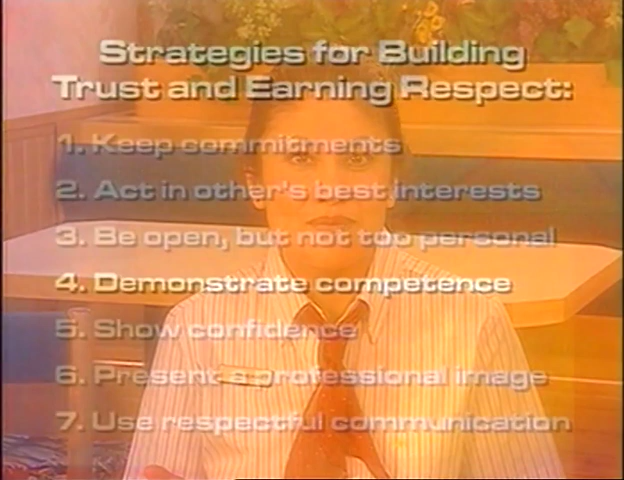 Strategies for Building
Trust and Earning Respect:
1. Keep commitments
2. Act in other's best interests
3. Be open, but not too personal
4. Demonstrate competence
5. Show confidence
6. Present a professional image
7. Use respectful communication